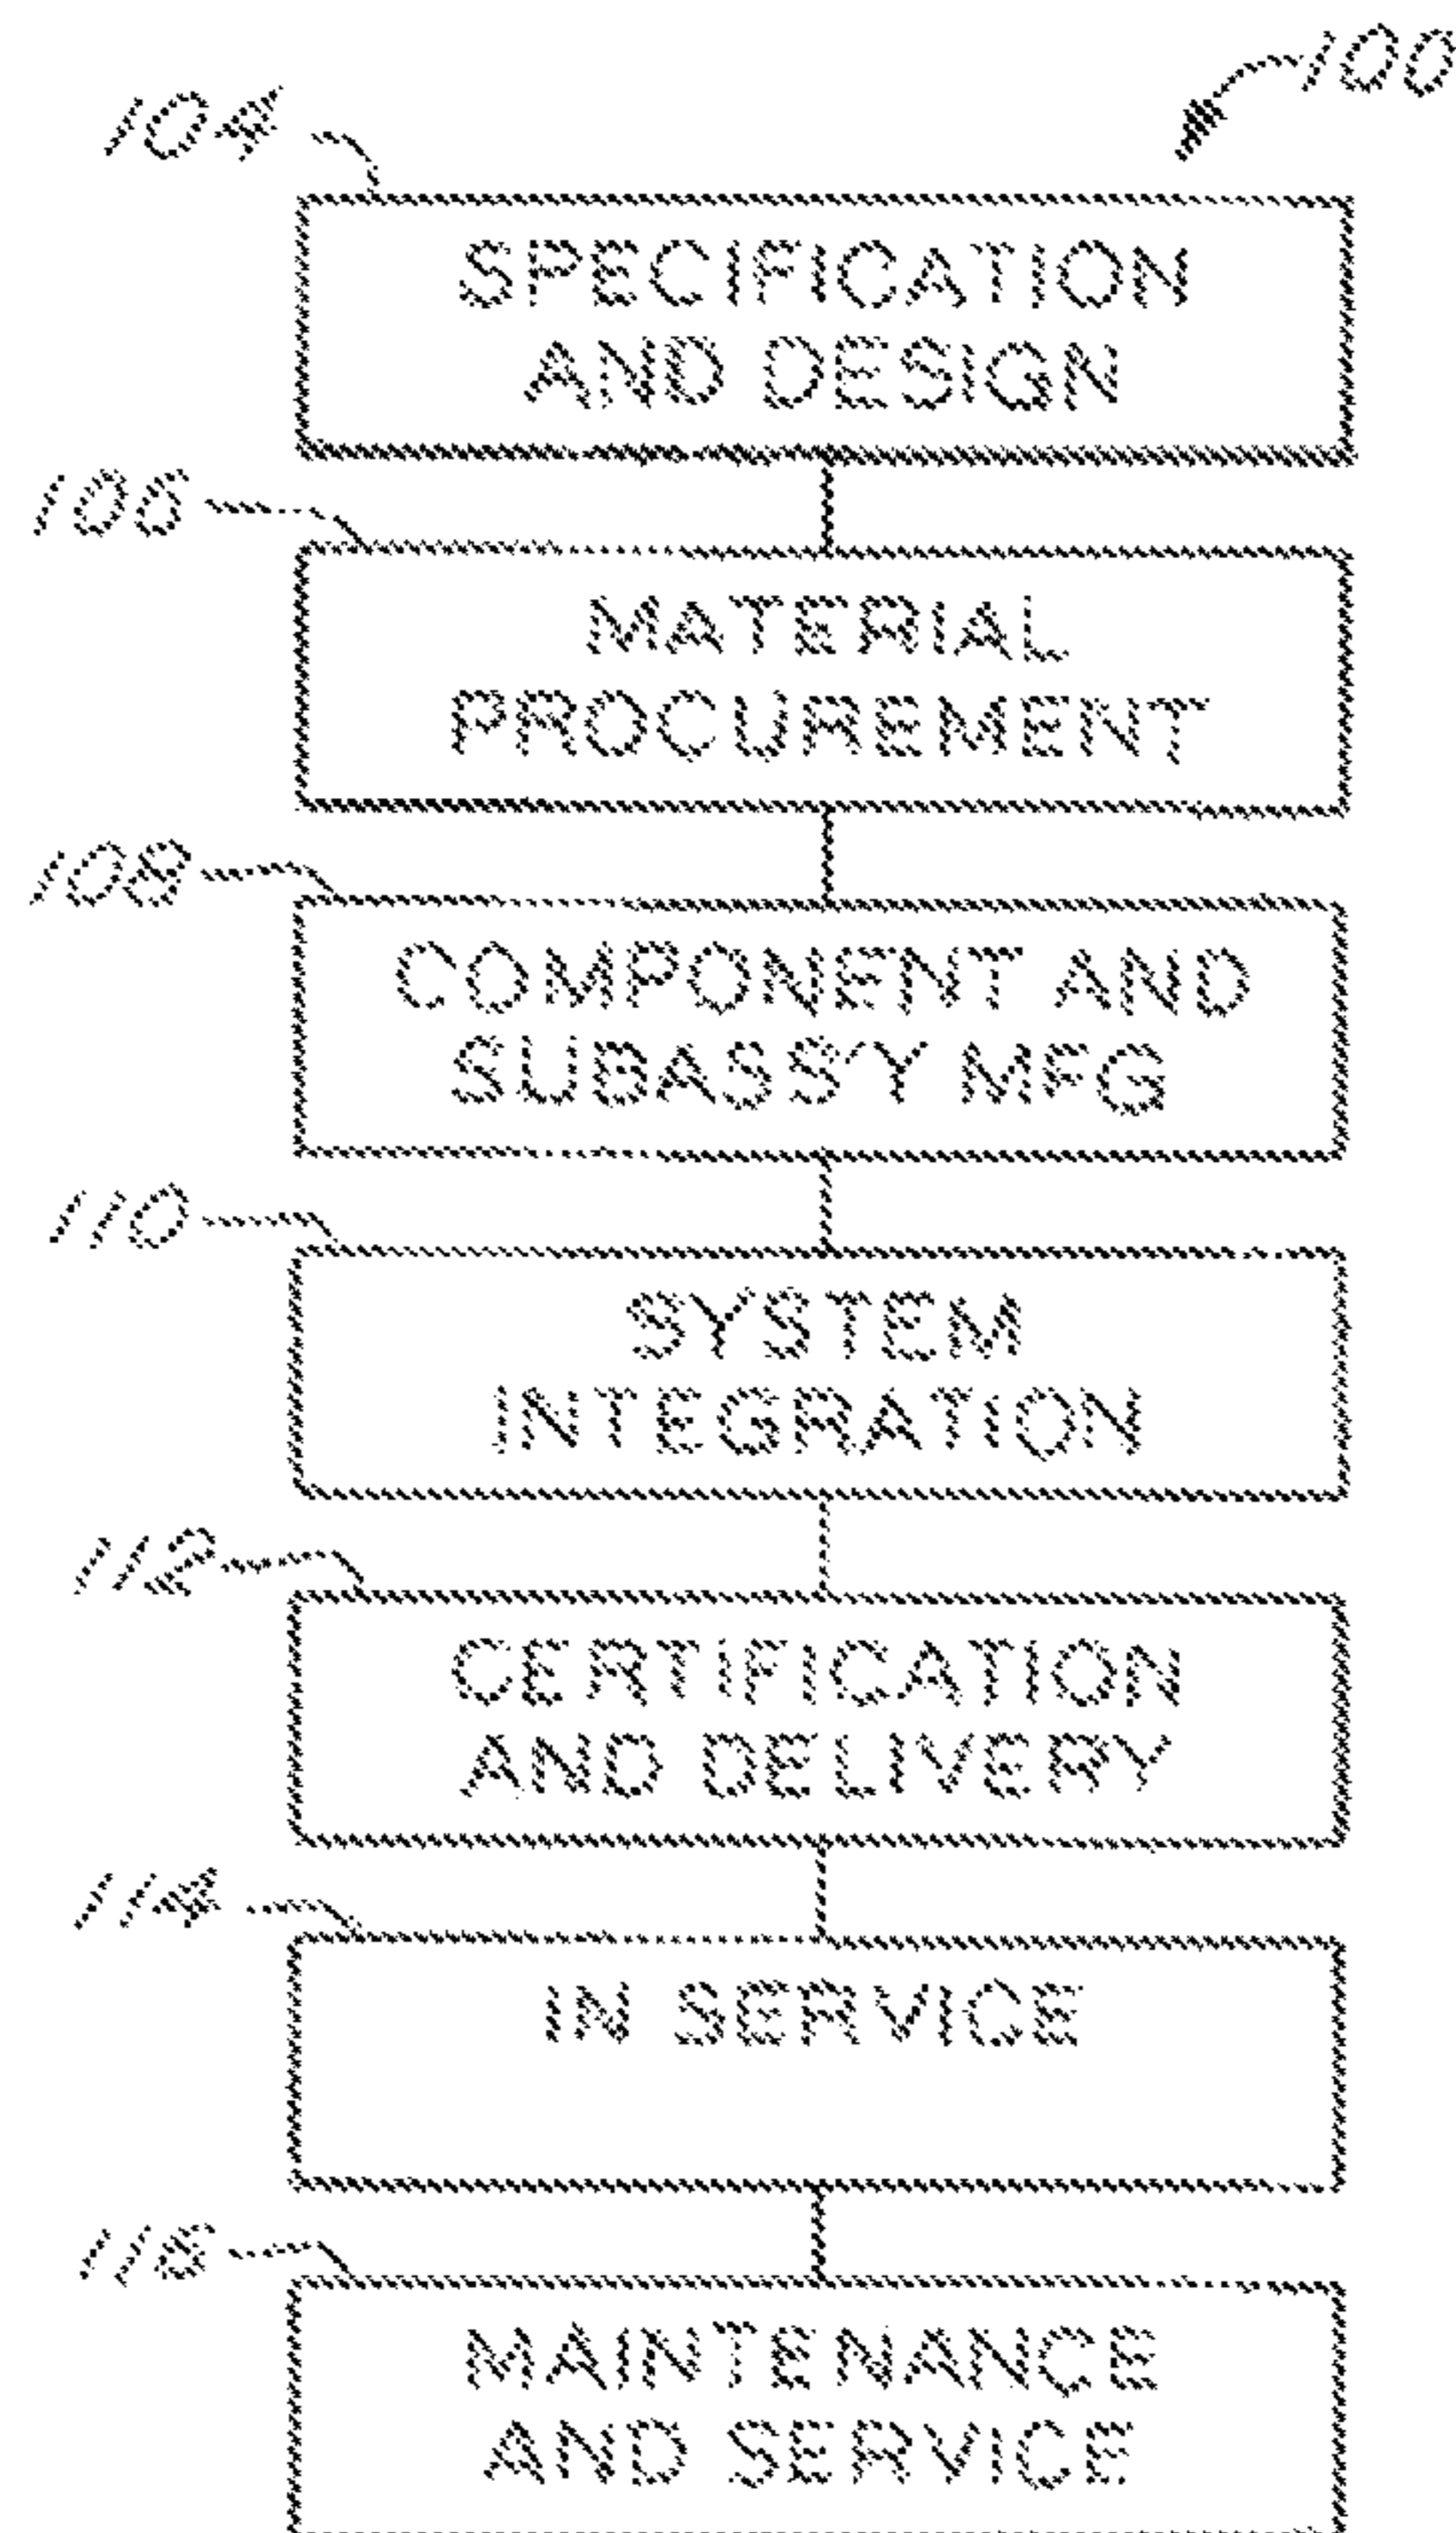 100
104
SPECIFICATION
AND DESIGN
106
MATERIAL
PROCUREMENT
108
COMPONENT AND
SUBASS'Y MFG
110
SYSTEM
INTEGRATION
112
CERTIFICATION
AND DELIVERY
114
IN SERVICE
116
MAINTENANCE
AND SERVICE